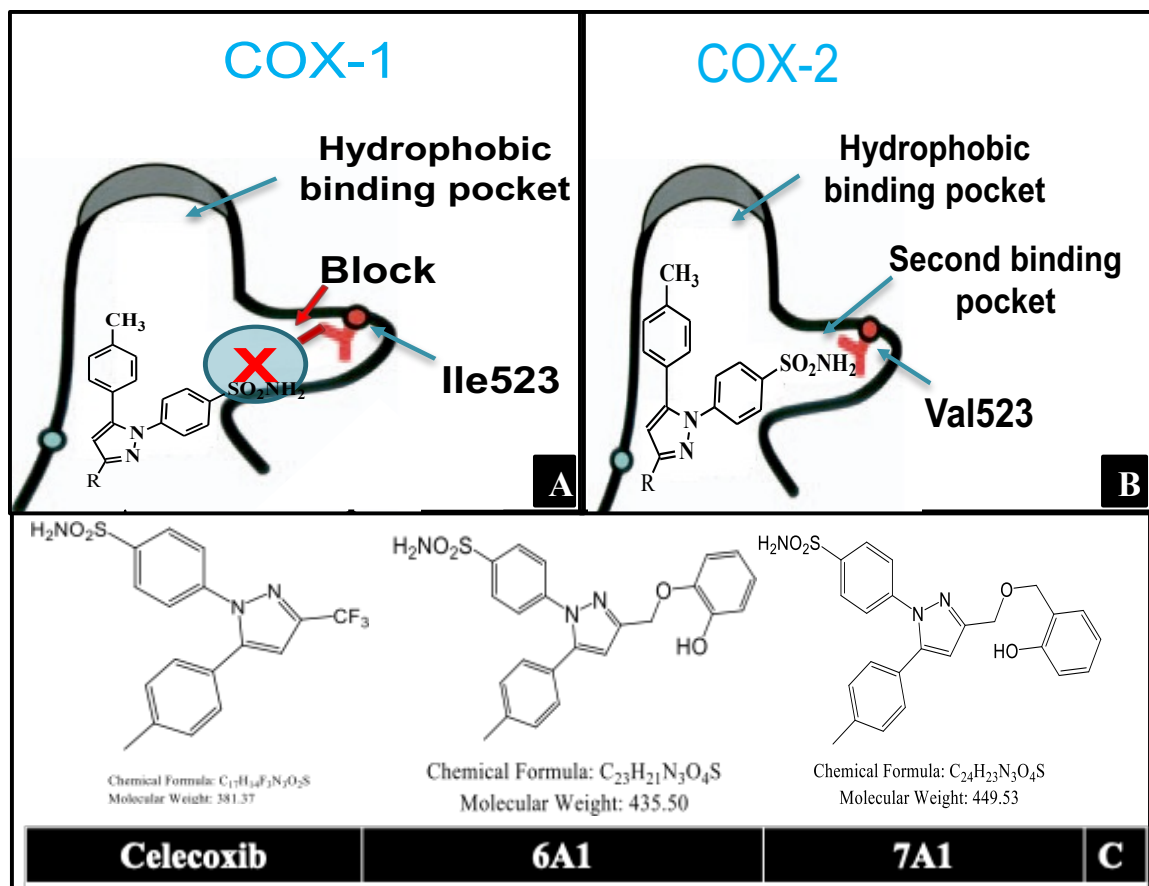 COX-1
Hydrophobic
binding pocket
Block
CH₃
X
SO₂NH₂
Ile523
N
N
R
A
COX-2
Hydrophobic
binding pocket
Second binding
pocket
CH₃
SO₂NH₂
Val523
N
N
R
B
H₂NO₂S
N
N
CF₃
Chemical Formula: C₁₇H₁₄F₃N₃O₂S
Molecular Weight: 381.37
H₂NO₂S
O
N
N
HO
Chemical Formula: C₂₃H₂₁N₃O₄S
Molecular Weight: 435.50
H₂NO₂S
O
N
N
HO
Chemical Formula: C₂₄H₂₃N₃O₄S
Molecular Weight: 449.53
Celecoxib 6A1 7A1 C